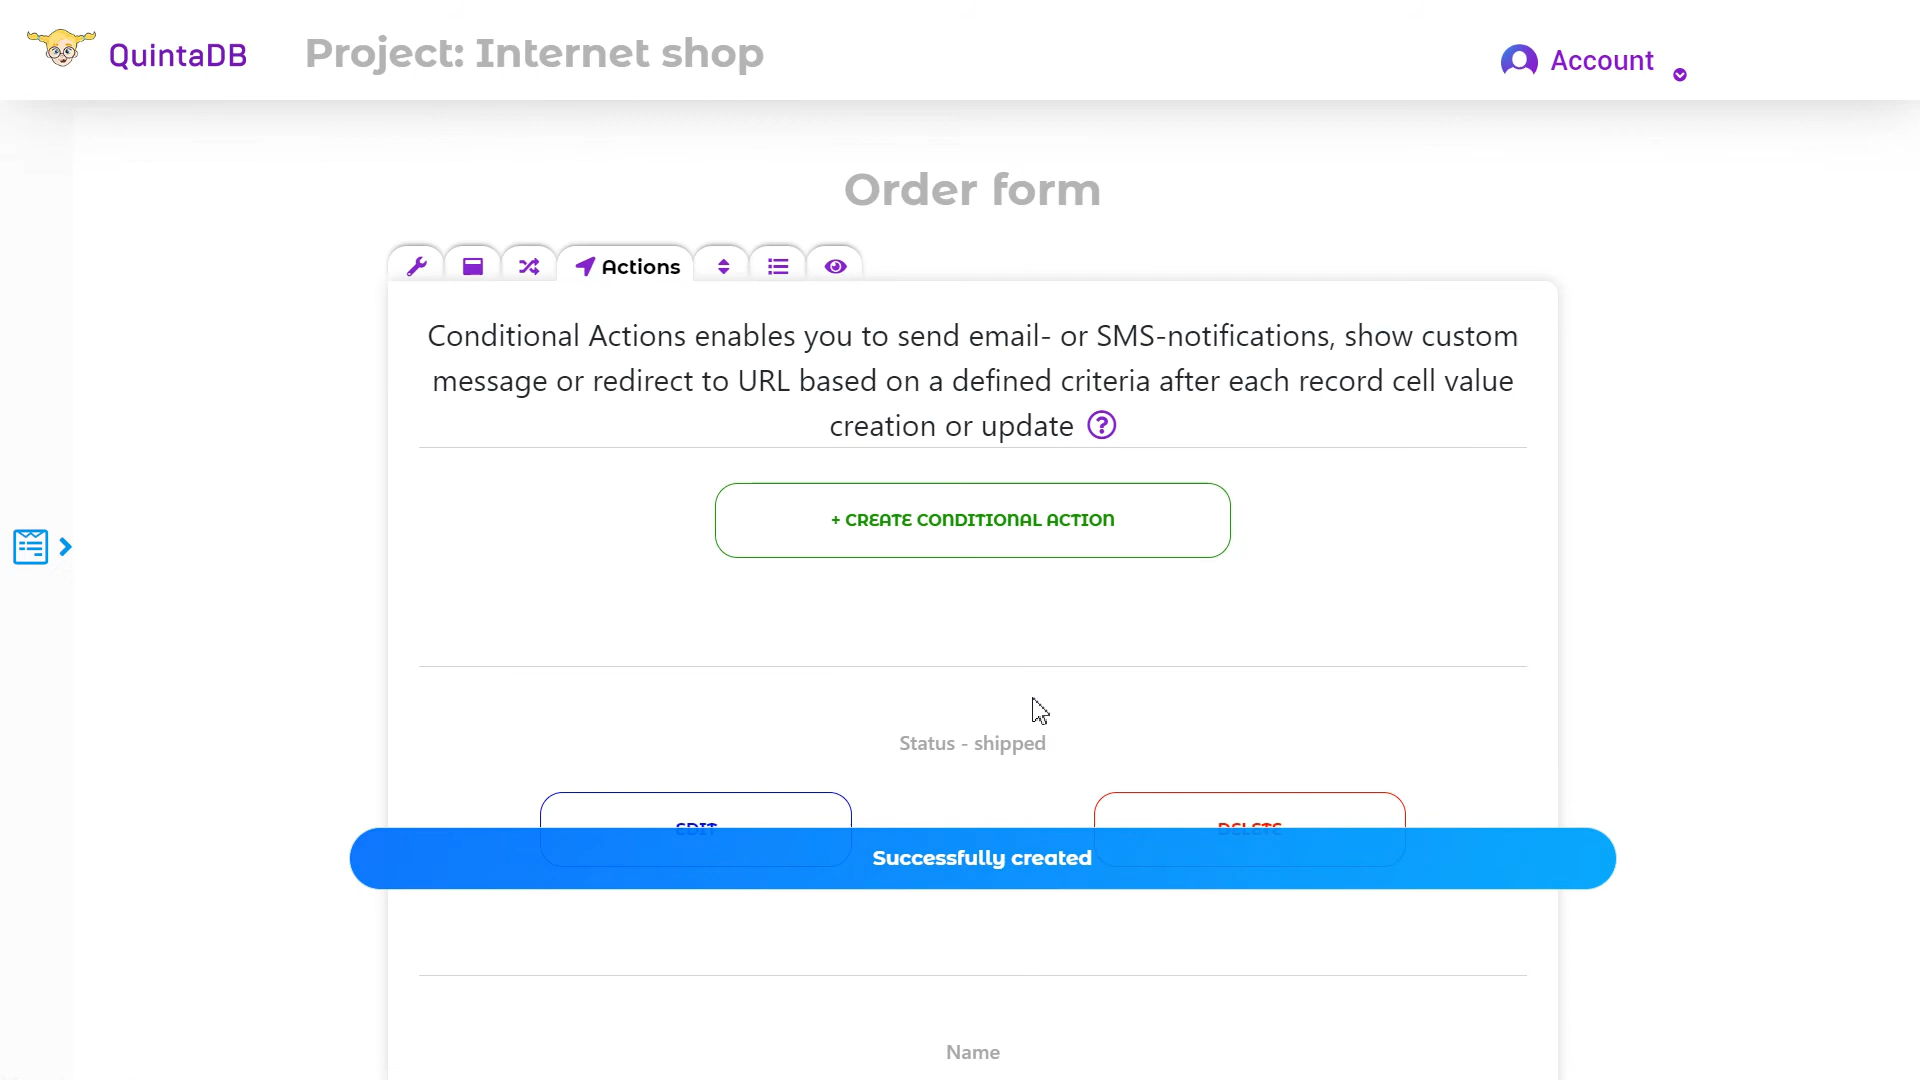 QuintaDB
Project: Internet shop
Account
Order form
Actions
Conditional Actions enables you to send email- or SMS-notifications, show custom
message or redirect to URL based on a defined criteria after each record cell value
creation or update ?
+ CREATE CONDITIONAL ACTION
Status - shipped
EDIT
DELETE
Successfully created
Name